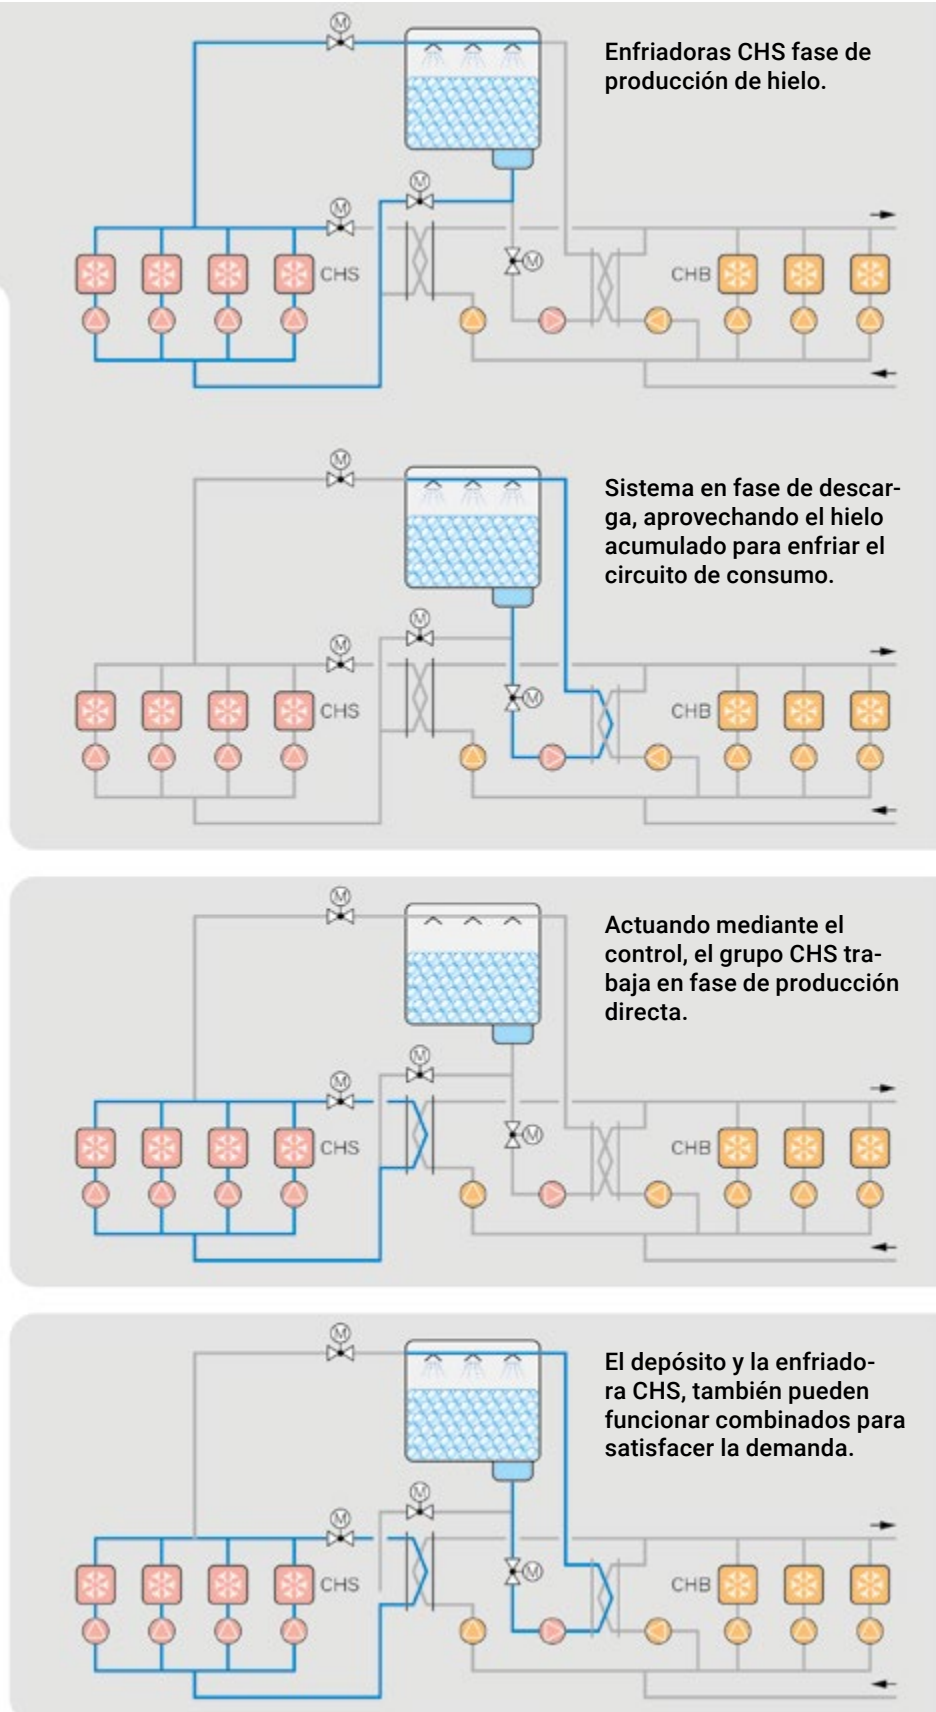 M
Enfriadoras CHS fase de
producción de hielo.
M
M
M
CHS
CHB
M
Sistema en fase de descar-
ga, aprovechando el hielo
acumulado para enfriar el
circuito de consumo.
M
M
M
CHS
CHB
M
Actuando mediante el
control, el grupo CHS tra-
baja en fase de producción
directa.
M
M
M
CHS
CHB
M
El depósito y la enfriado-
ra CHS, también pueden
funcionar combinados para
satisfacer la demanda.
M
M
M
CHS
CHB